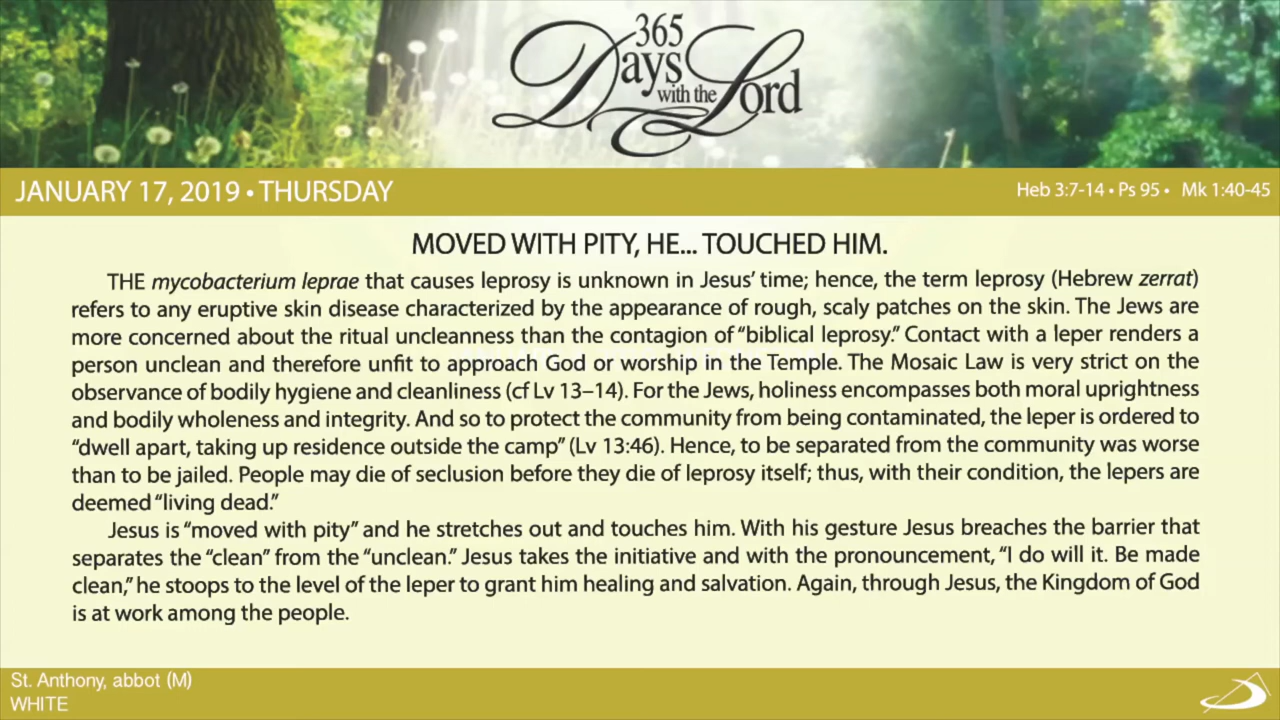 365
Days
with the
Lord
JANUARY 17, 2019 • THURSDAY
Heb 3:7-14 • Ps 95 • Mk 1:40-45
MOVED WITH PITY, HE... TOUCHED HIM.
THE mycobacterium leprae that causes leprosy is unknown in Jesus’ time; hence, the term leprosy (Hebrew zerrat)
refers to any eruptive skin disease characterized by the appearance of rough, scaly patches on the skin. The Jews are
more concerned about the ritual uncleanness than the contagion of “biblical leprosy.” Contact with a leper renders a
person unclean and therefore unfit to approach God or worship in the Temple. The Mosaic Law is very strict on the
observance of bodily hygiene and cleanliness (cf Lv 13–14). For the Jews, holiness encompasses both moral uprightness
and bodily wholeness and integrity. And so to protect the community from being contaminated, the leper is ordered to
“dwell apart, taking up residence outside the camp” (Lv 13:46). Hence, to be separated from the community was worse
than to be jailed. People may die of seclusion before they die of leprosy itself; thus, with their condition, the lepers are
deemed “living dead.”
Jesus is “moved with pity” and he stretches out and touches him. With his gesture Jesus breaches the barrier that
separates the “clean” from the “unclean.” Jesus takes the initiative and with the pronouncement, “I do will it. Be made
clean,” he stoops to the level of the leper to grant him healing and salvation. Again, through Jesus, the Kingdom of God
is at work among the people.
St. Anthony, abbot (M)
WHITE